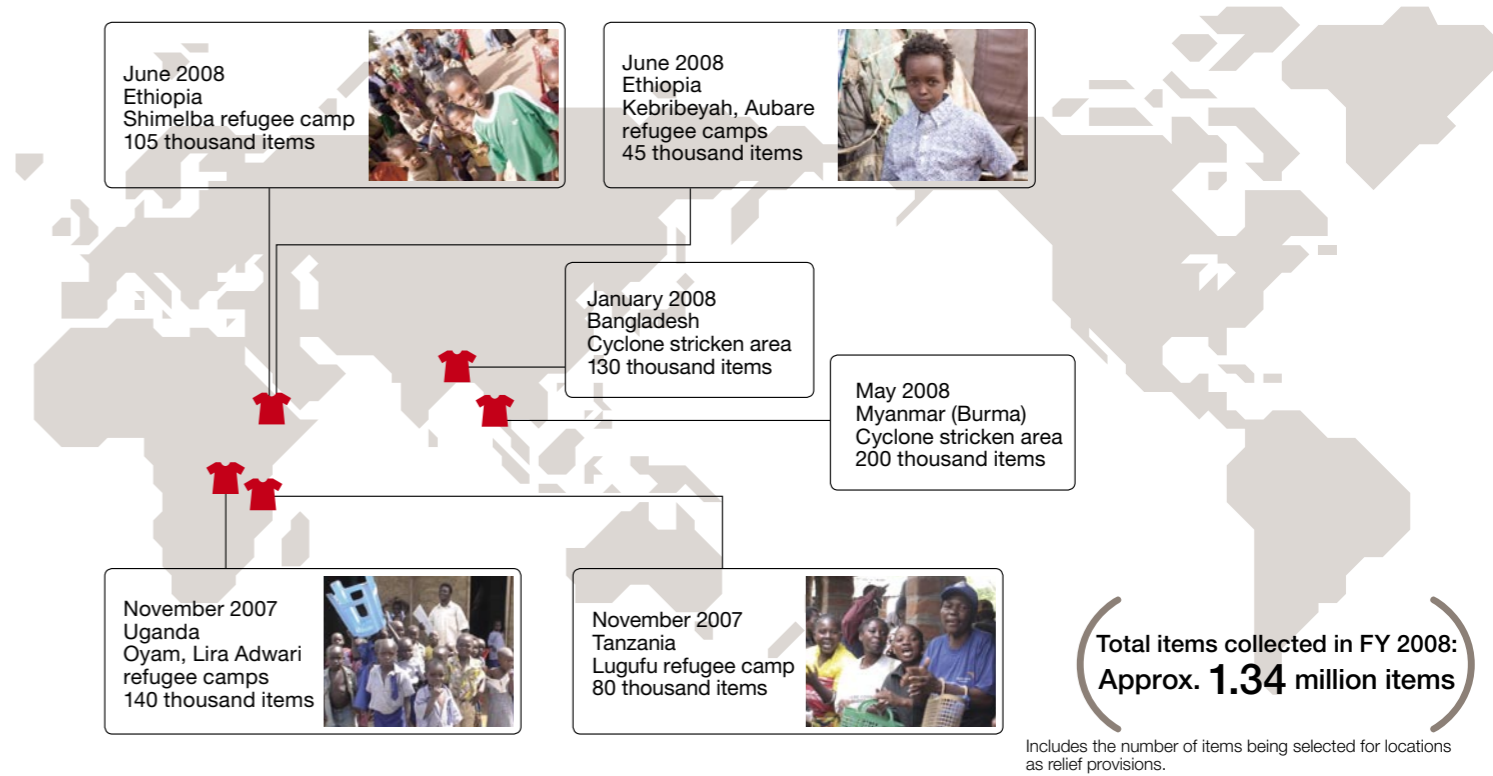 June 2008
Ethiopia
Shimelba refugee camp
105 thousand items
June 2008
Ethiopia
Kebribeyah, Aubare
refugee camps
45 thousand items
January 2008
Bangladesh
Cyclone stricken area
130 thousand items
May 2008
Myanmar (Burma)
Cyclone stricken area
200 thousand items
November 2007
Uganda
Oyam, Lira Adwari
refugee camps
140 thousand items
November 2007
Tanzania
Lugufu refugee camp
80 thousand items
Total items collected in FY 2008:
Approx. 1.34 million items
Includes the number of items being selected for locations
as relief provisions.